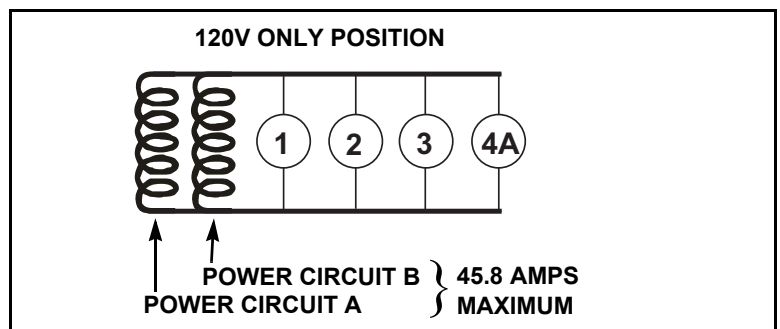 120V ONLY POSITION
1 2 3 4A
POWER CIRCUIT B } 45.8 AMPS
POWER CIRCUIT A MAXIMUM